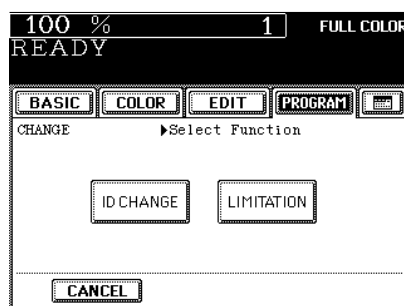 100 % 1 FULL COLOR
READY
BASIC COLOR EDIT PROGRAM
CHANGE ▶Select Function
ID CHANGE LIMITATION
CANCEL